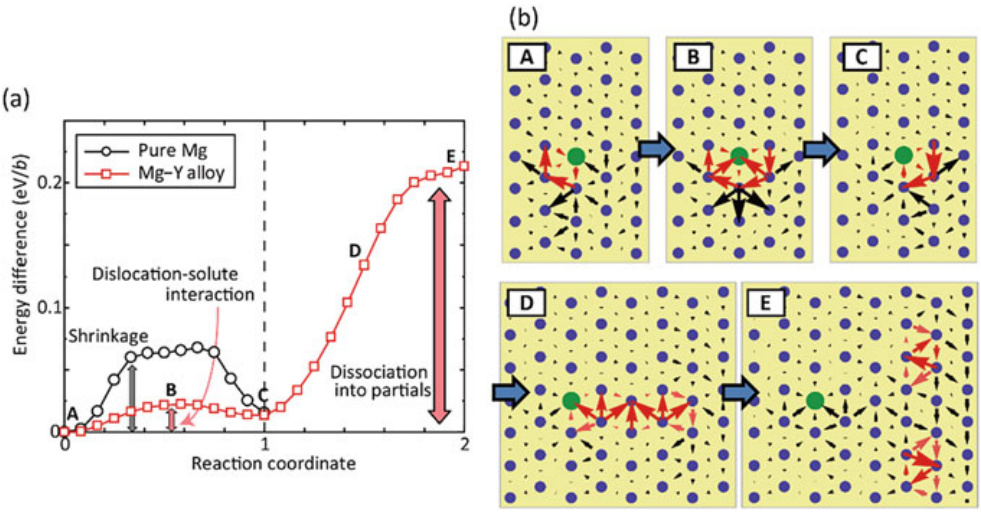 (a)
Energy difference (eV/b)
0.2
0.1
0
Pure Mg
Mg–Y alloy
Dislocation-solute
interaction
Shrinkage
A
B
C
D
E
Dissociation
into partials
0
1
2
Reaction coordinate
(b)
A
B
C
D
E